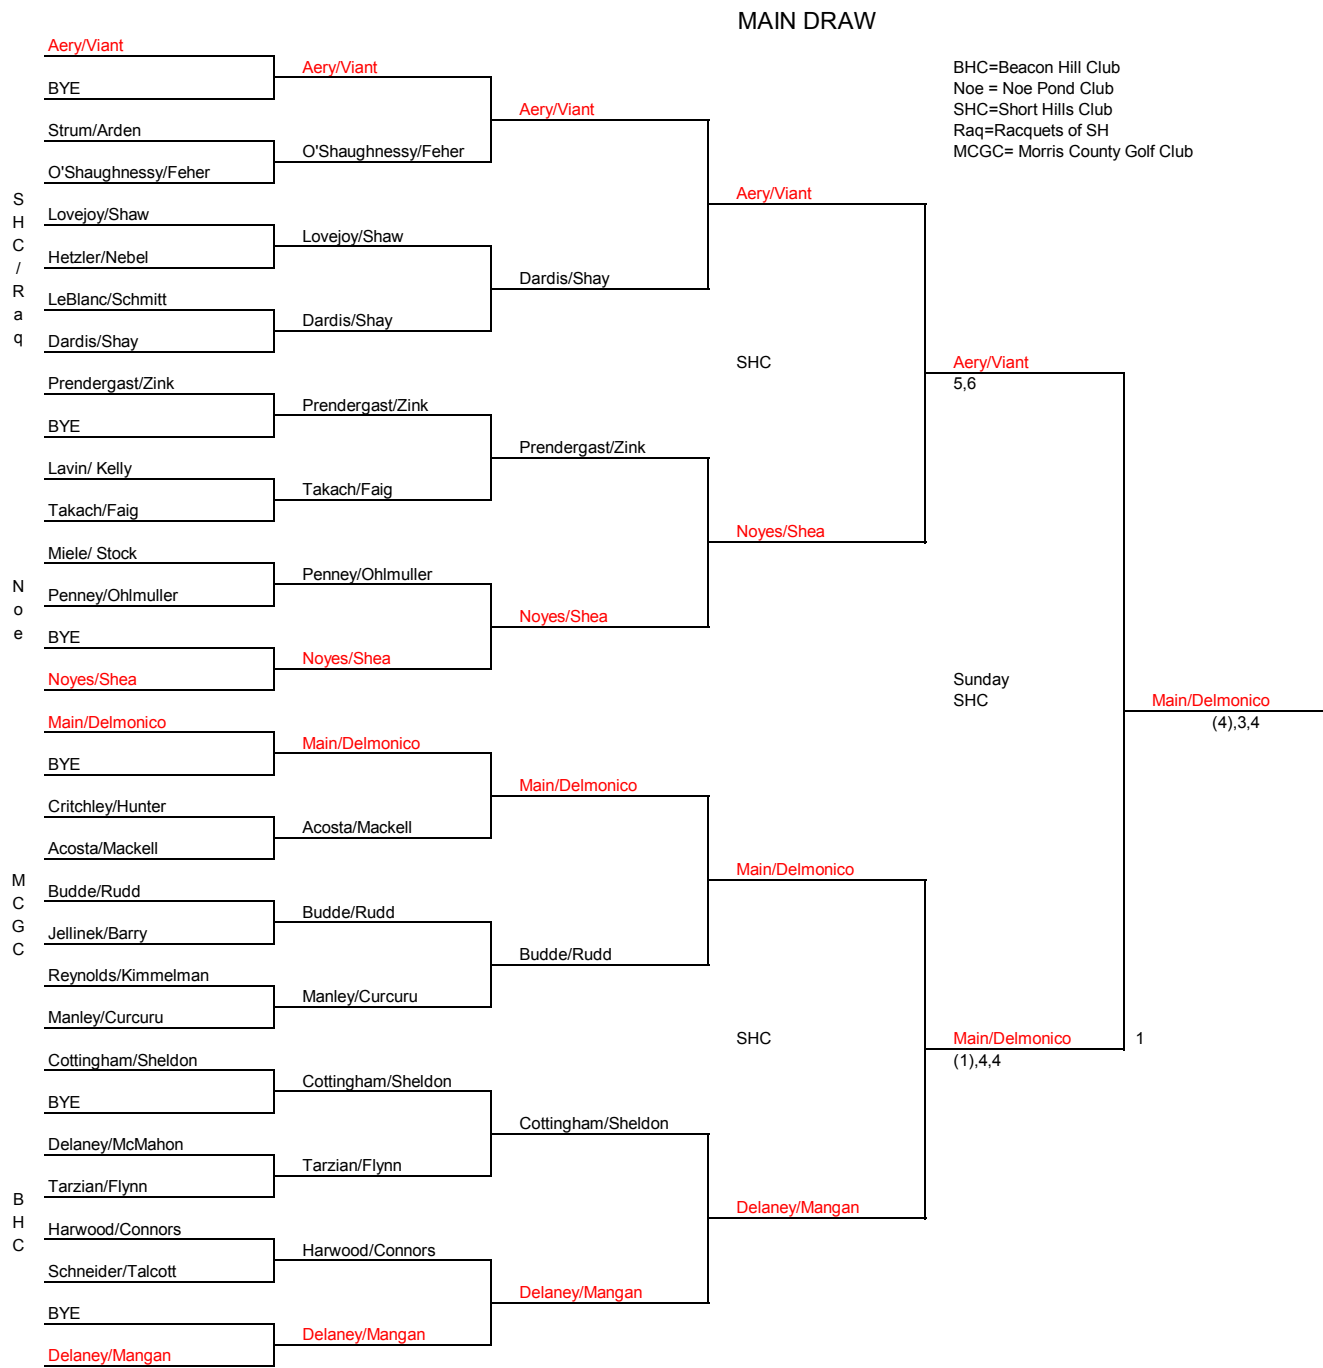 MAIN DRAW
BHC=Beacon Hill Club
Noe = Noe Pond Club
SHC=Short Hills Club
Raq=Racquets of SH
MCGC= Morris County Golf Club
SHC/Raq
Aery/Viant
BYE
Strum/Arden
O'Shaughnessy/Feher
Lovejoy/Shaw
Hetzler/Nebel
LeBlanc/Schmitt
Dardis/Shay
Noe
Prendergast/Zink
BYE
Lavin/ Kelly
Takach/Faig
Miele/ Stock
Penney/Ohlmuller
BYE
Noyes/Shea
MCGC
Main/Delmonico
BYE
Critchley/Hunter
Acosta/Mackell
Budde/Rudd
Jellinek/Barry
Reynolds/Kimmelman
Manley/Curcuru
BHC
Cottingham/Sheldon
BYE
Delaney/McMahon
Tarzian/Flynn
Harwood/Connors
Schneider/Talcott
BYE
Delaney/Mangan
Aery/Viant
O'Shaughnessy/Feher
Lovejoy/Shaw
Dardis/Shay
Prendergast/Zink
Takach/Faig
Penney/Ohlmuller
Noyes/Shea
Main/Delmonico
Acosta/Mackell
Budde/Rudd
Manley/Curcuru
Cottingham/Sheldon
Tarzian/Flynn
Harwood/Connors
Delaney/Mangan
Aery/Viant
Dardis/Shay
Prendergast/Zink
Noyes/Shea
Main/Delmonico
Budde/Rudd
Cottingham/Sheldon
Delaney/Mangan
Aery/Viant
SHC
Noyes/Shea
Main/Delmonico
SHC
Delaney/Mangan
Aery/Viant
5,6
Sunday
SHC
Main/Delmonico
(1),4,4
1
Main/Delmonico
(4),3,4